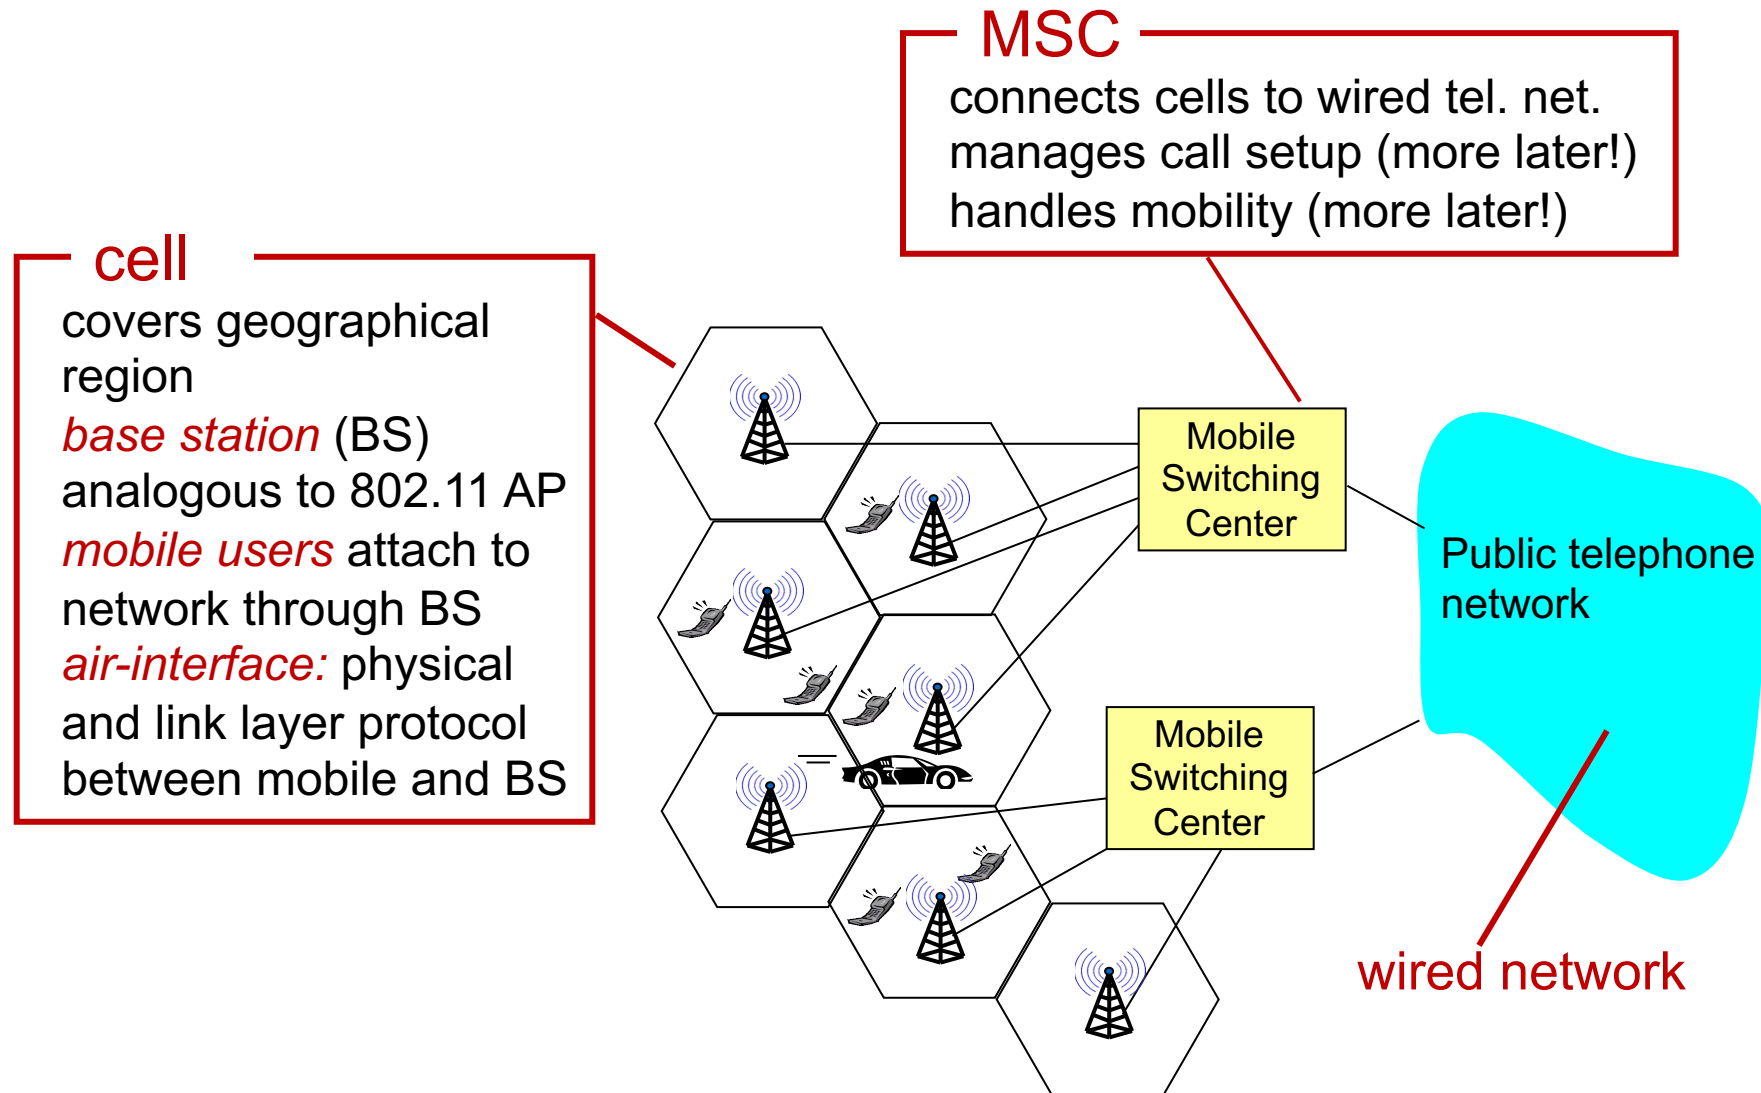 MSC
connects cells to wired tel. net.
manages call setup (more later!)
handles mobility (more later!)
cell
covers geographical
region
base station (BS)
analogous to 802.11 AP
mobile users attach to
network through BS
air-interface: physical
and link layer protocol
between mobile and BS
Mobile
Switching
Center
Public telephone
network
Mobile
Switching
Center
wired network